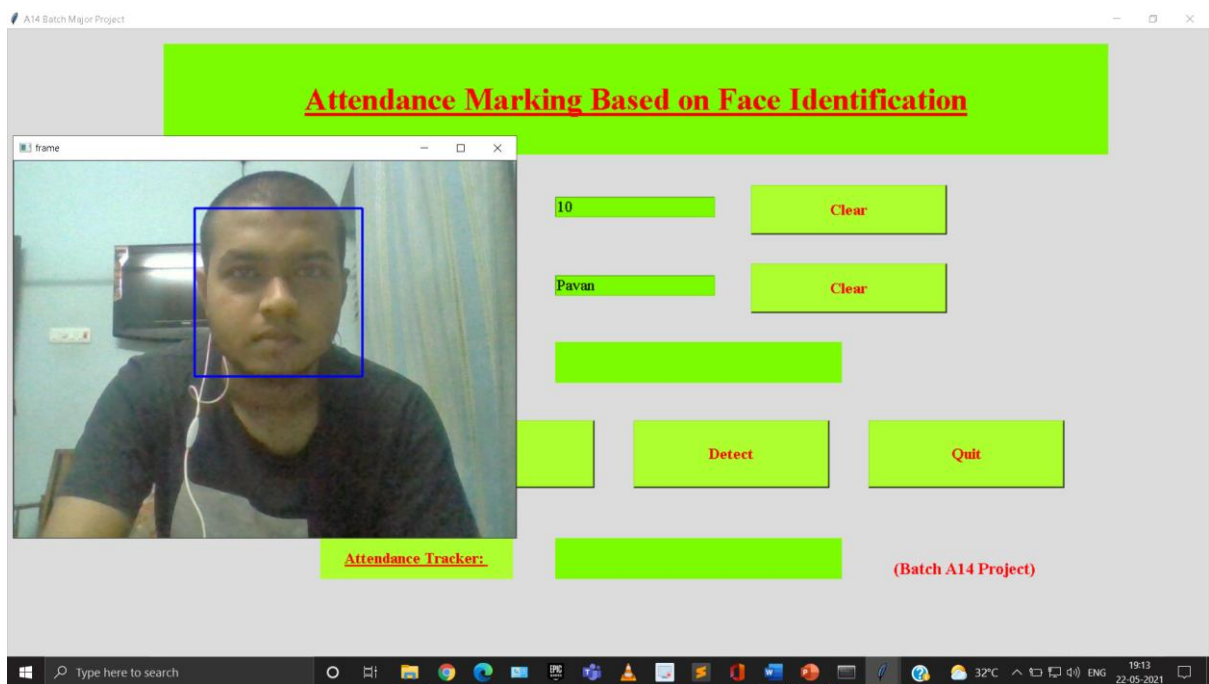 A14 Batch Major Project
Attendance Marking Based on Face Identification
frame
10
Clear
Pavan
Clear
Detect
Quit
Attendance Tracker:
(Batch A14 Project)
Type here to search
32°C
ENG
19:13
22-05-2021